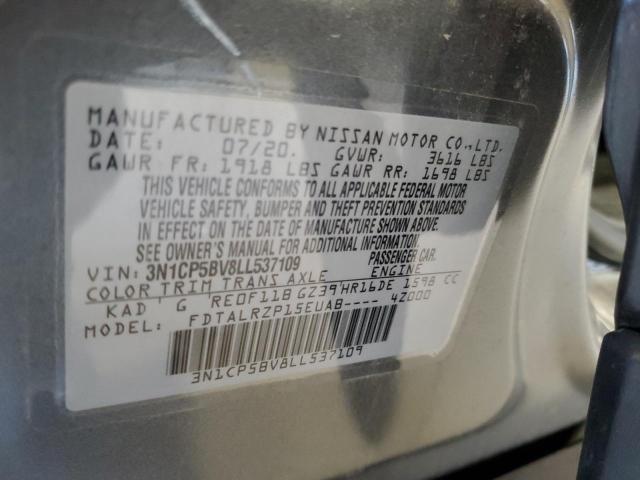 MANUFACTURED BY NISSAN MOTOR CO.,LTD.
DATE: 07/20. GVWR: 3616 LBS
GAWR FR: 1918 LBS GAWR RR: 1698 LBS
THIS VEHICLE CONFORMS TO ALL APPLICABLE FEDERAL MOTOR
VEHICLE SAFETY, BUMPER AND THEFT PREVENTION STANDARDS
IN EFFECT ON THE DATE OF MANUFACTURE SHOWN ABOVE.
SEE OWNER'S MANUAL FOR ADDITIONAL INFORMATION.
VIN: 3N1CP5BV8LL537109 PASSENGER CAR.
COLOR TRIM TRANS AXLE ENGINE
KAD ' G 'RE0F11B GZ39'HR16DE 1598 CC
MODEL: FDTALRZP15EUAB---- 4Z000
3N1CP5BV8LL537109